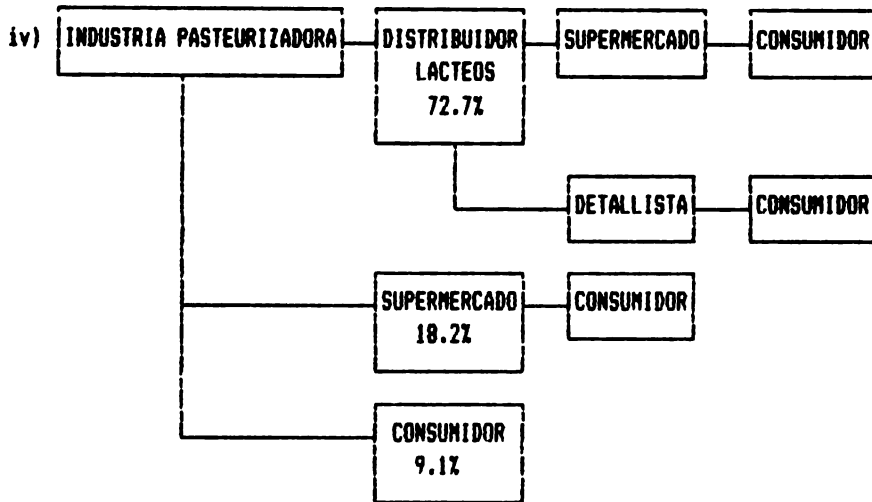 iv) INDUSTRIA PASTEURIZADORA DISTRIBUIDOR SUPERMERCADO CONSUMIDOR
LACTEOS
72.7%
DETALLISTA CONSUMIDOR
SUPERMERCADO CONSUMIDOR
18.2%
CONSUMIDOR
9.1%